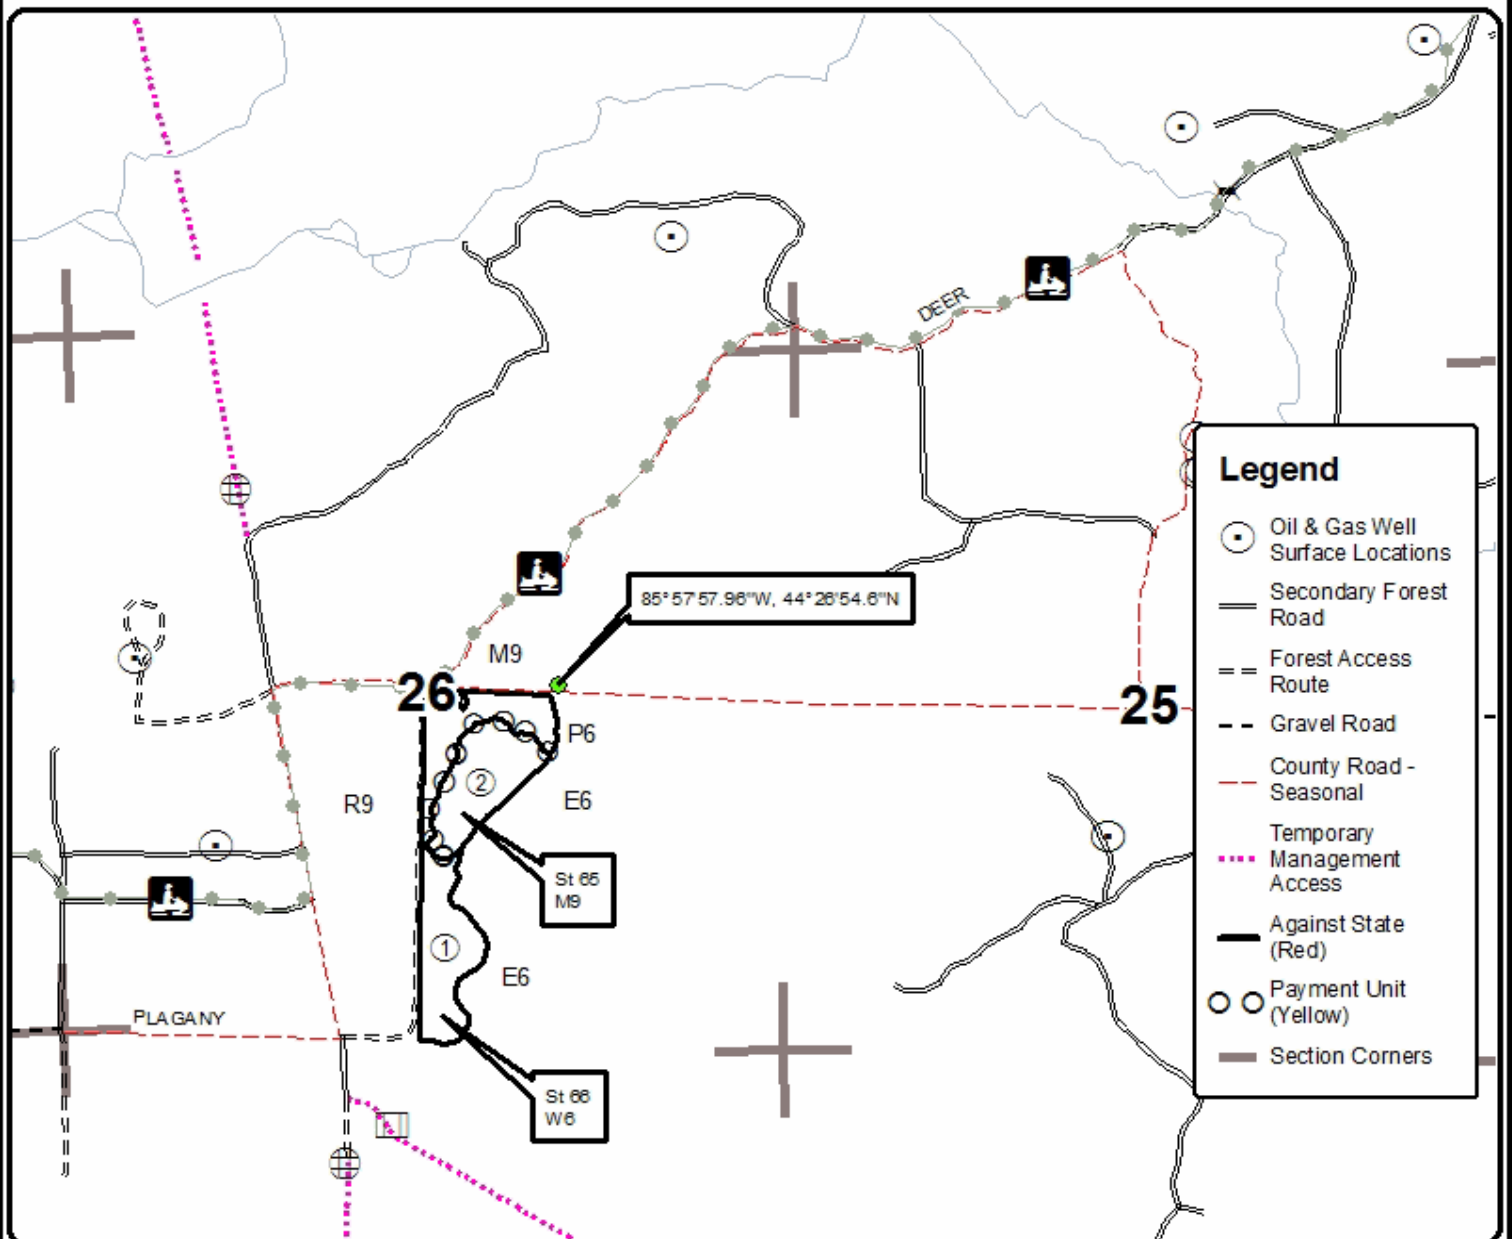 DEER
85°57'57.96"W, 44°26'54.6"N
M9
26
25
P6
2
E6
R9
St 65
M9
1
E6
PLAGANY
St 66
W6
Legend
Oil & Gas Well
Surface Locations
Secondary Forest
Road
Forest Access
Route
Gravel Road
County Road -
Seasonal
Temporary
Management
Access
Against State
(Red)
Payment Unit
(Yellow)
Section Corners